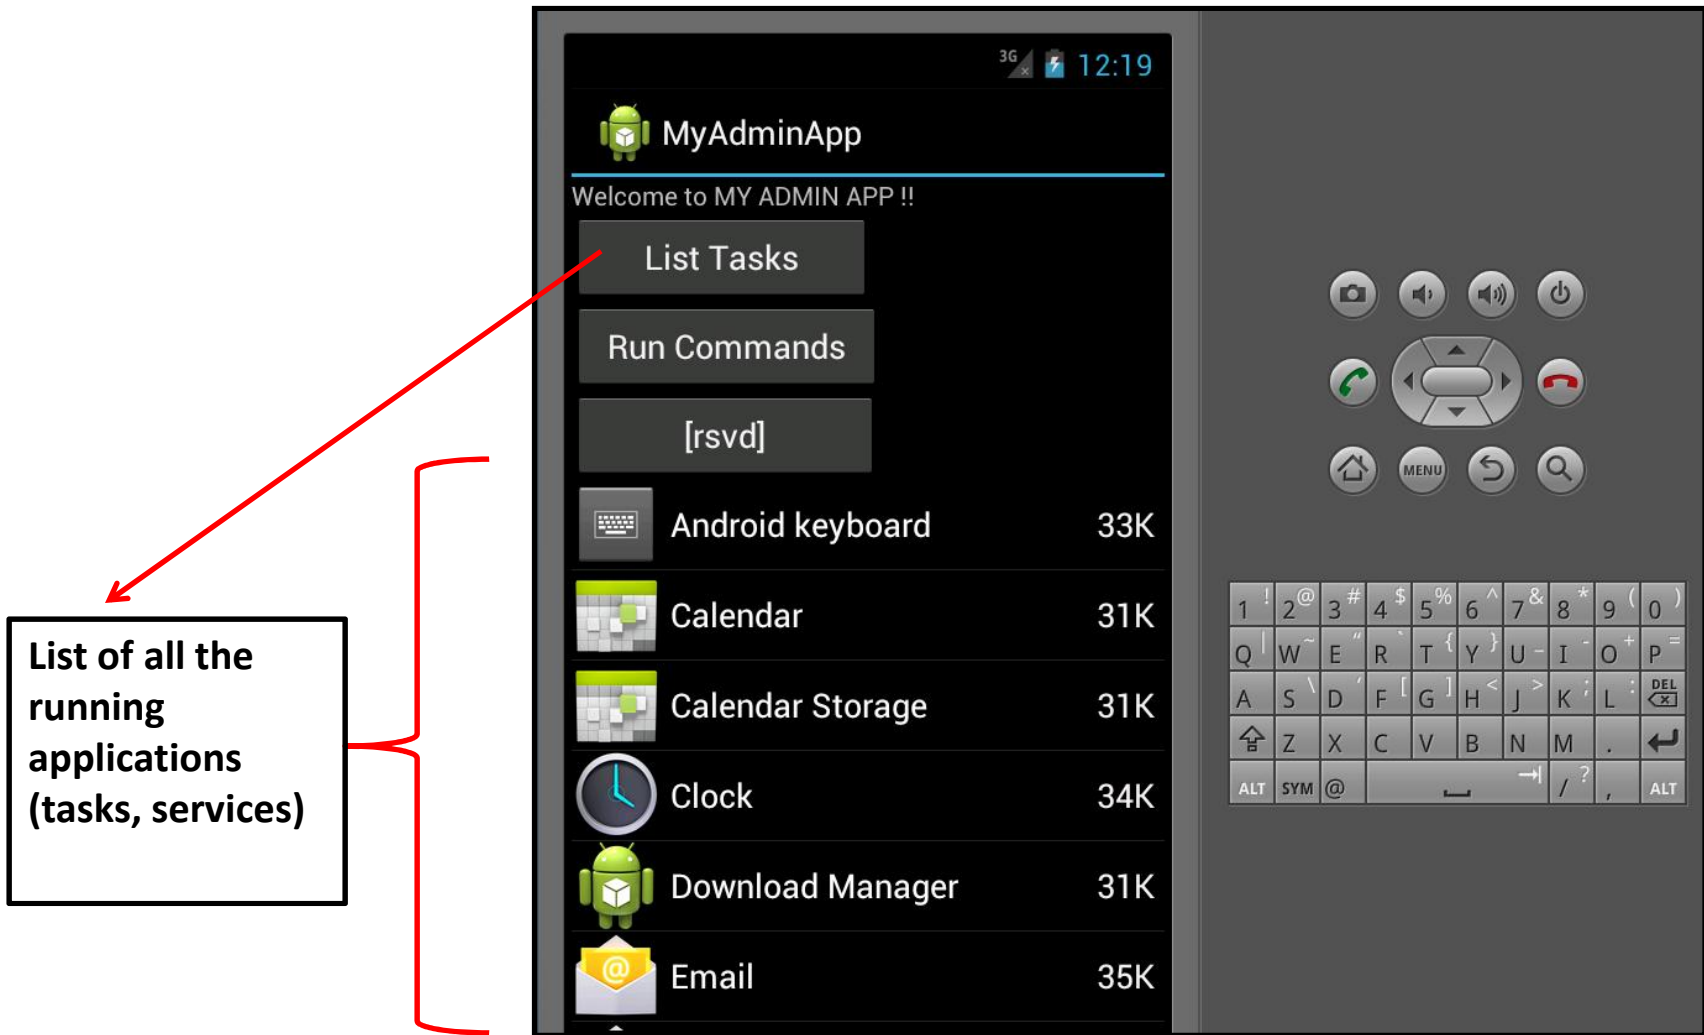 3G 12:19
MyAdminApp
Welcome to MY ADMIN APP !!
List Tasks
Run Commands
[rsvd]
Android keyboard 33K
Calendar 31K
Calendar Storage 31K
Clock 34K
Download Manager 31K
Email 35K
List of all the
running
applications
(tasks, services)
MENU
1 ! 2 @ 3 # 4 $ 5 % 6 ^ 7 & 8 * 9 ( 0 )
Q | W ~ E " R ` T { Y } U _ I - O + P =
A S \ D ' F [ G ] H < J > K ; L : DEL
Z X C V B N M .
ALT SYM @ / ? , ALT